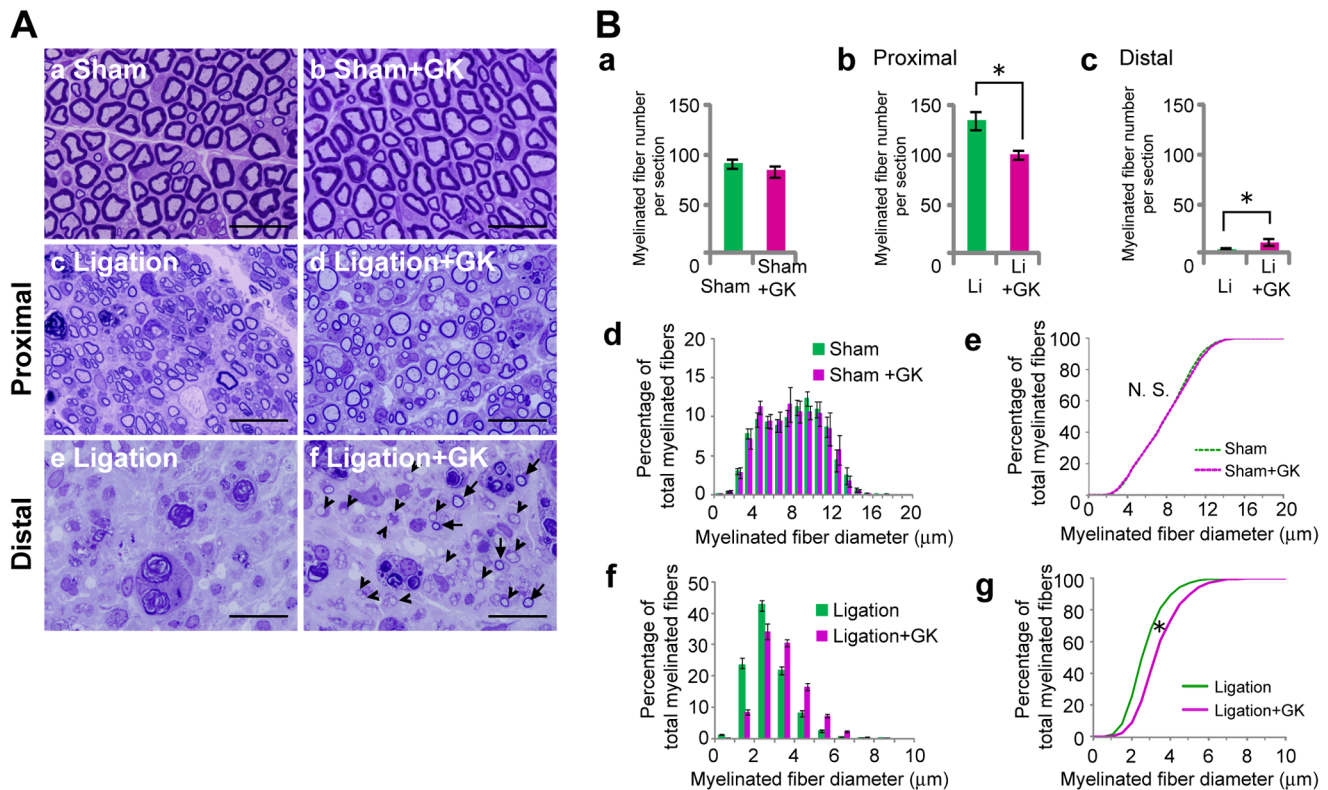 A
a Sham
b Sham+GK
Proximal
c Ligation
d Ligation+GK
Distal
e Ligation
f Ligation+GK
B
a
Myelinated fiber number
per section
150
100
50
0
Sham
Sham
+GK
b Proximal
Myelinated fiber number
per section
150
100
50
0
*
Li
Li
+GK
c Distal
Myelinated fiber number
per section
150
100
50
0
*
Li
Li
+GK
d
Percentage of
total myelinated fibers
20
15
10
5
0
Sham
Sham +GK
0 4 8 12 16 20
Myelinated fiber diameter (μm)
e
Percentage of
total myelinated fibers
100
80
60
40
20
0
N. S.
Sham
Sham+GK
0 4 8 12 16 20
Myelinated fiber diameter (μm)
f
Percentage of
total myelinated fibers
50
40
30
20
10
0
Ligation
Ligation+GK
0 2 4 6 8 10
Myelinated fiber diameter (μm)
g
Percentage of
total myelinated fibers
100
80
60
40
20
0
*
Ligation
Ligation+GK
0 2 4 6 8 10
Myelinated fiber diameter (μm)